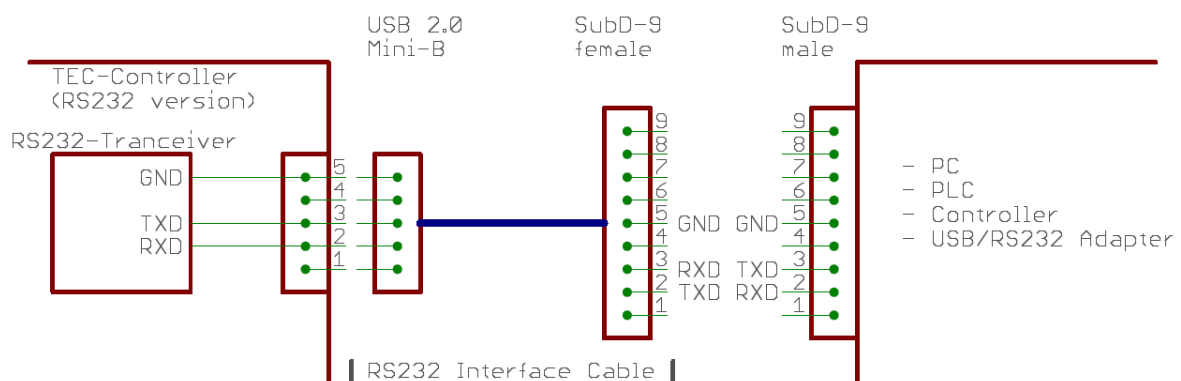 USB 2.0
Mini-B
SubD-9
female
SubD-9
male
TEC-Controller
(RS232 version)
RS232-Tranceiver
GND
TXD
RXD
5
4
3
2
1
9
8
7
6
5
4
3
2
1
GND
RXD
TXD
GND
TXD
RXD
9
8
7
6
5
4
3
2
1
- PC
- PLC
- Controller
- USB/RS232 Adapter
RS232 Interface Cable